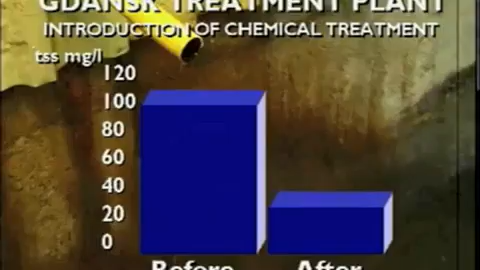 GDANSK TREATMENT PLANT
INTRODUCTION OF CHEMICAL TREATMENT
tss mg/l
120
100
80
60
40
20
0
Before
After